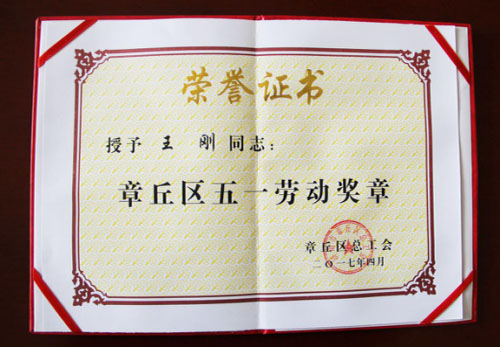 荣誉证书
授予 王 刚 同志：
章丘区五一劳动奖章
章丘区总工会
二〇一七年四月